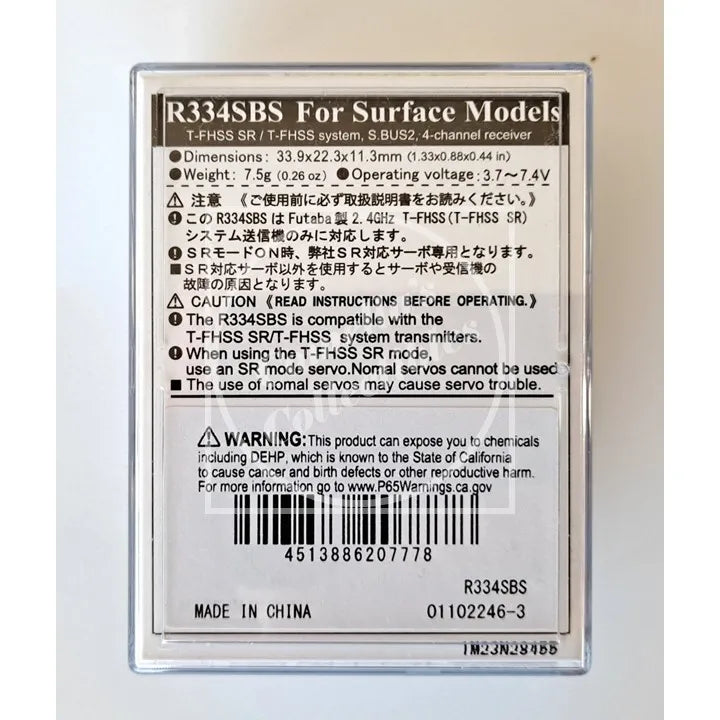 R334SBS For Surface Models
T-FHSS SR / T-FHSS system, S.BUS2, 4-channel receiver
●Dimensions: 33.9x22.3x11.3mm (1.33x0.88x0.44 in)
●Weight: 7.5g (0.26 oz) ● Operating voltage: 3.7～7.4V
⚠ 注意 《ご使用前に必ず取扱説明書をお読みください。》
❶ この R334SBS は Futaba 製 2.4GHz T-FHSS (T-FHSS SR)
システム送信機のみに対応します。
❶ SRモードON時、弊社SR対応サーボ専用となります。
■ SR対応サーボ以外を使用するとサーボや受信機の
故障の原因となります。
⚠ CAUTION 《READ INSTRUCTIONS BEFORE OPERATING.》
❶ The R334SBS is compatible with the
T-FHSS SR/T-FHSS system transmitters.
❶ When using the T-FHSS SR mode,
use an SR mode servo.Nomal servos cannot be used
■ The use of nomal servos may cause servo trouble.
⚠ WARNING: This product can expose you to chemicals
including DEHP, which is known to the State of California
to cause cancer and birth defects or other reproductive harm.
For more information go to www.P65Warnings.ca.gov
4513886207778
R334SBS
MADE IN CHINA 01102246-3